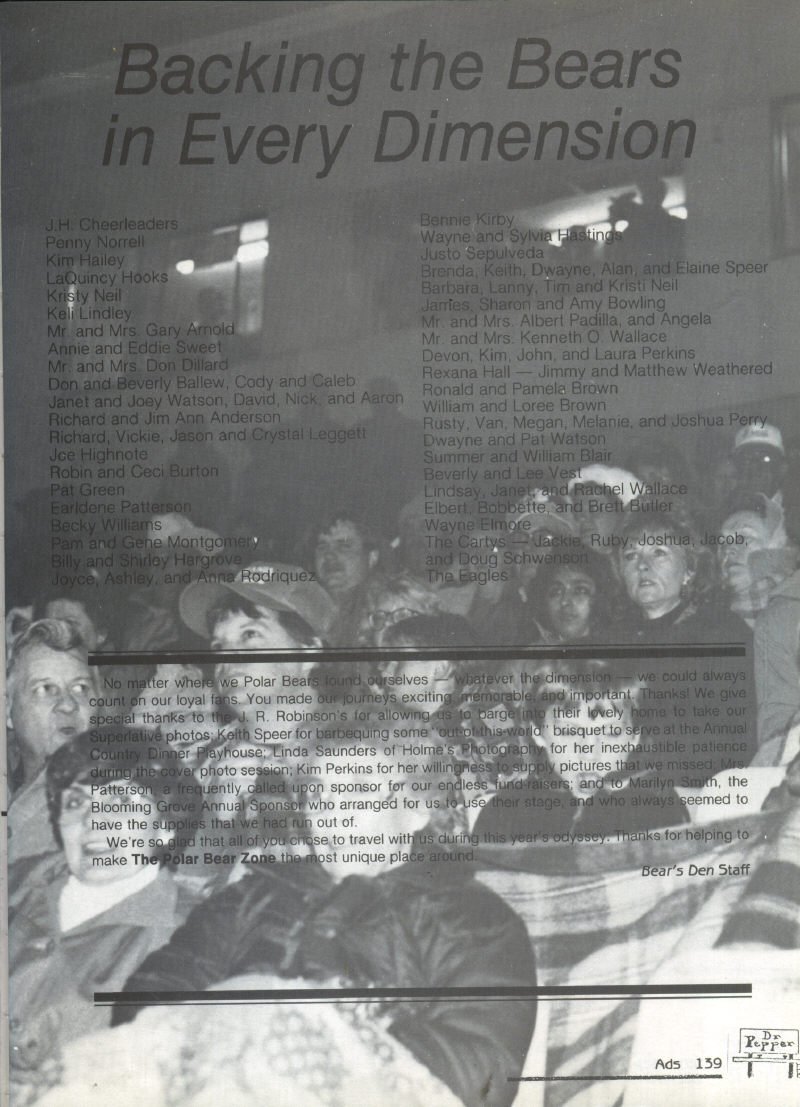 Backing the Bears
in Every Dimension
J.H. Cheerleaders
Penny Norrell
Kim Hailey
LaQuincy Hooks
Kristy Neil
Keli Lindley
Mr. and Mrs. Gary Arnold
Annie and Eddie Sweet
Mr. and Mrs. Don Dillard
Don and Beverly Ballew, Cody and Caleb
Janet and Joey Watson, David, Nick, and Aaron
Richard and Jim Ann Anderson
Richard, Vickie, Jason and Crystal Leggett
Joe Highnote
Robin and Ceci Burton
Pat Green
Earldene Patterson
Becky Williams
Pam and Gene Montgomery
Billy and Shirley Hargrove
Joyce, Ashley, and Anna Rodriquez
Bennie Kirby
Wayne and Sylvia Hastings
Justo Sepulveda
Brenda, Keith, Dwayne, Alan, and Elaine Speer
Barbara, Lanny, Tim and Kristi Neil
James, Sharon and Amy Bowling
Mr. and Mrs. Albert Padilla, and Angela
Mr. and Mrs. Kenneth O. Wallace
Devon, Kim, John, and Laura Perkins
Rexana Hall — Jimmy and Matthew Weathered
Ronald and Pamela Brown
William and Loree Brown
Rusty, Van, Megan, Melanie, and Joshua Perry
Dwayne and Pat Watson
Summer and William Blair
Beverly and Lee Vest
Lindsay, Janet, and Rachel Wallace
Elbert, Bobbette, and Brett Butler
Wayne Elmore
The Cartys — Jackie, Ruby, Joshua, Jacob,
and Doug Schwenson
The Eagles
No matter where we Polar Bears found ourselves — whatever the dimension — we could always
count on our loyal fans. You made our journeys exciting, memorable, and important. Thanks! We give
special thanks to the J. R. Robinson's for allowing us to barge into their lovely home to take our
Superlative photos; Keith Speer for barbequing some "out-of-this-world" brisquet to serve at the Annual
Country Dinner Playhouse; Linda Saunders of Holme's Photography for her inexhaustible patience
during the cover photo session; Kim Perkins for her willingness to supply pictures that we missed; Mrs.
Patterson, a frequently called upon sponsor for our endless fund-raisers; and to Marilyn Smith, the
Blooming Grove Annual Sponsor who arranged for us to use their stage, and who always seemed to
have the supplies that we had run out of.
We're so glad that all of you chose to travel with us during this year's odyssey. Thanks for helping to
make The Polar Bear Zone the most unique place around.
Bear's Den Staff
Ads 139
Dr
Pepper